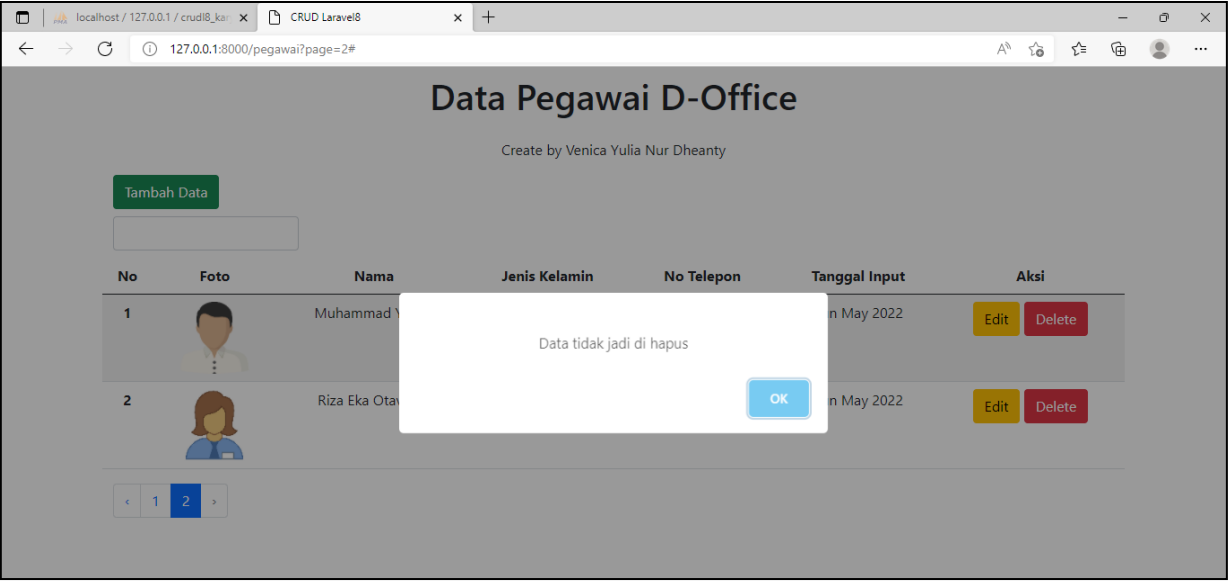 localhost / 127.0.0.1 / crudl8_kar
CRUD Laravel8
127.0.0.1:8000/pegawai?page=2#
Data Pegawai D-Office
Create by Venica Yulia Nur Dheanty
Tambah Data
No Foto Nama Jenis Kelamin No Telepon Tanggal Input Aksi
1 Muhammad n May 2022 Edit Delete
Data tidak jadi di hapus
OK
2 Riza Eka Otav n May 2022 Edit Delete
‹ 1 2 ›